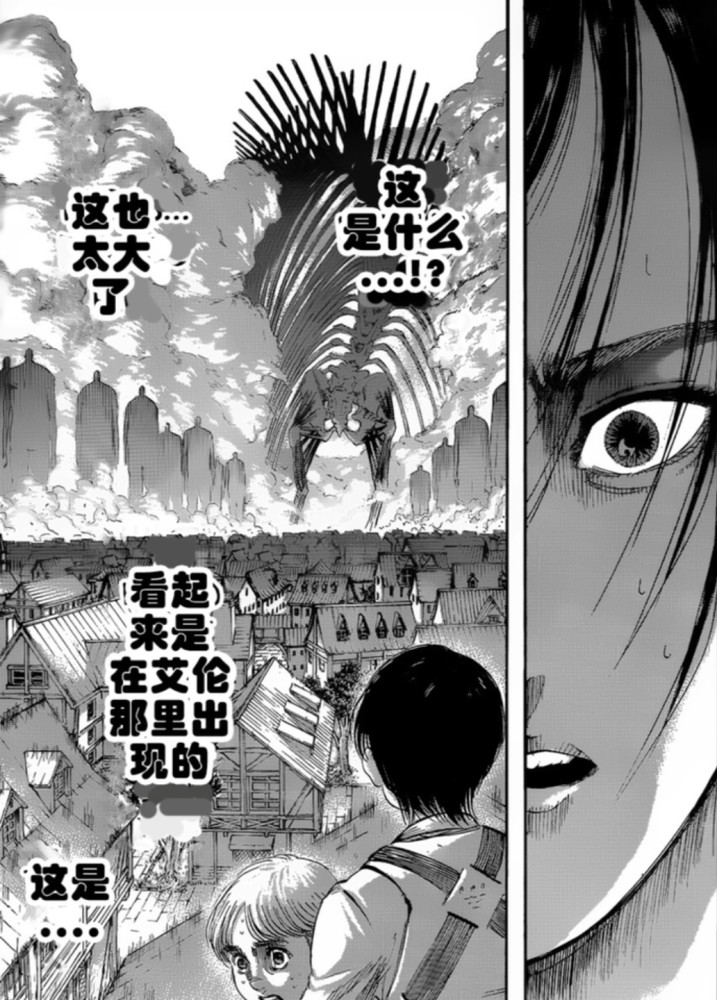 这
是什么
...!?
这也...
太大
了
看起
来是
在艾伦
那里出
现的
这是
....